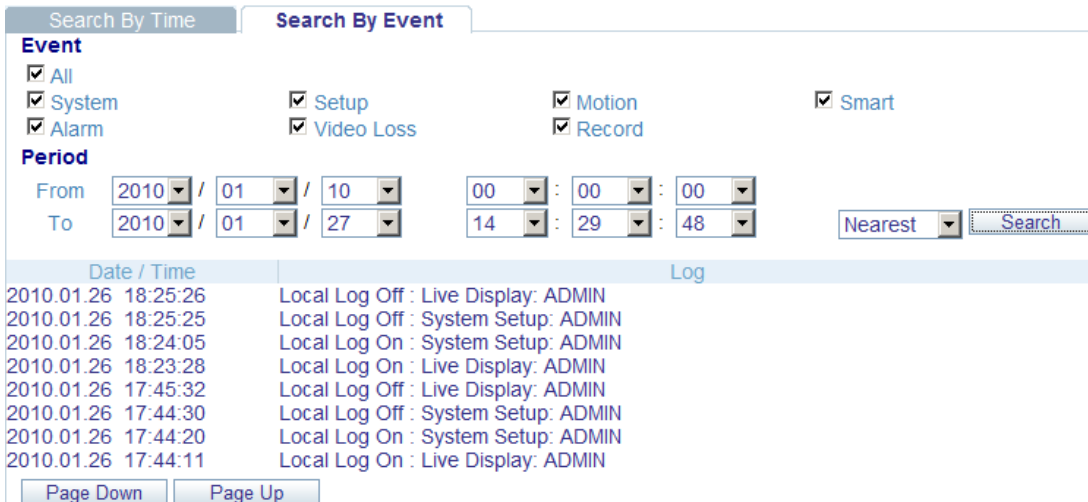 Search By Time Search By Event
Event
All
System Setup Motion Smart
Alarm Video Loss Record
Period
From 2010 / 01 / 10 00 : 00 : 00
To 2010 / 01 / 27 14 : 29 : 48 Nearest Search
Date / Time Log
2010.01.26 18:25:26 Local Log Off : Live Display: ADMIN
2010.01.26 18:25:25 Local Log Off : System Setup: ADMIN
2010.01.26 18:24:05 Local Log On : System Setup: ADMIN
2010.01.26 18:23:28 Local Log On : Live Display: ADMIN
2010.01.26 17:45:32 Local Log Off : Live Display: ADMIN
2010.01.26 17:44:30 Local Log Off : System Setup: ADMIN
2010.01.26 17:44:20 Local Log On : System Setup: ADMIN
2010.01.26 17:44:11 Local Log On : Live Display: ADMIN
Page Down Page Up